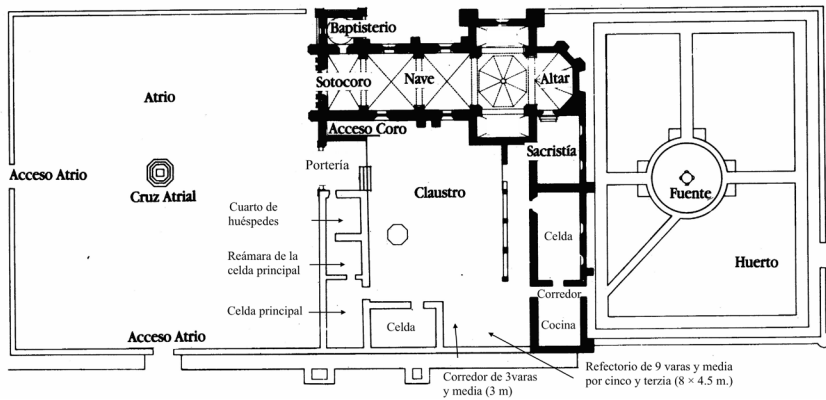 Baptisterio
Sotocoro
Nave
Altar
Atrio
Acceso Coro
Sacristía
Portería
Acceso Atrio
Cruz Atrial
Claustro
Fuente
Cuarto de
huéspedes
Celda
Reámara de la
celda principal
Huerto
Corredor
Celda principal
Celda
Cocina
Acceso Atrio
Corredor de 3varas
y media (3 m)
Refectorio de 9 varas y media
por cinco y terzia (8 × 4.5 m.)